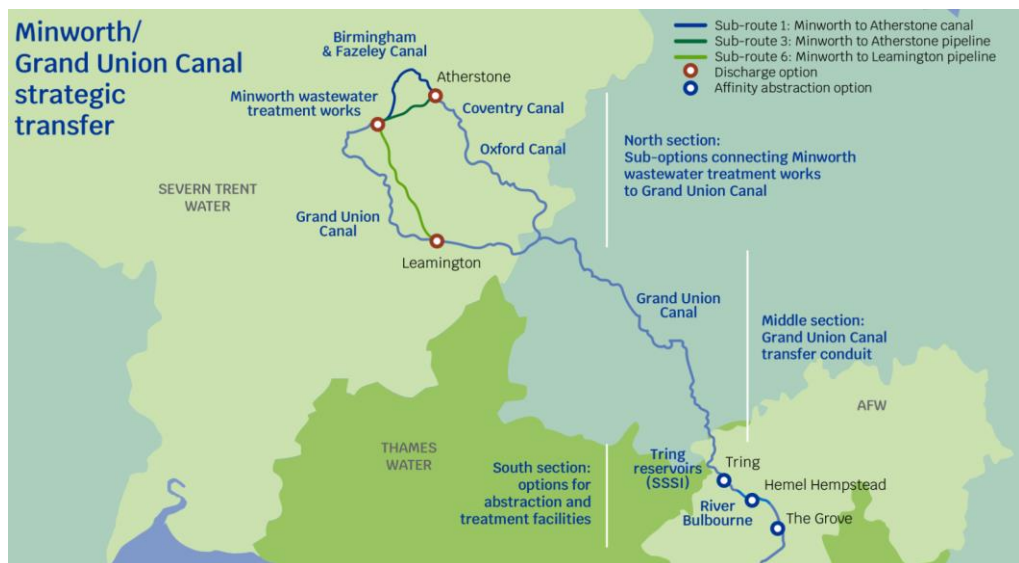 Minworth/
Grand Union Canal
strategic
transfer
Sub-route 1: Minworth to Atherstone canal
Sub-route 3: Minworth to Atherstone pipeline
Sub-route 6: Minworth to Leamington pipeline
Discharge option
Affinity abstraction option
Birmingham
& Fazeley Canal
Atherstone
Minworth wastewater
treatment works
Coventry Canal
Oxford Canal
North section:
Sub-options connecting Minworth
wastewater treatment works
to Grand Union Canal
SEVERN TRENT
WATER
Grand Union
Canal
Leamington
Grand Union
Canal
Middle section:
Grand Union Canal
transfer conduit
AFW
THAMES
WATER
South section:
options for
abstraction and
treatment facilities
Tring
reservoirs
(SSSI)
Tring
Hemel Hempstead
River
Bulbourne
The Grove